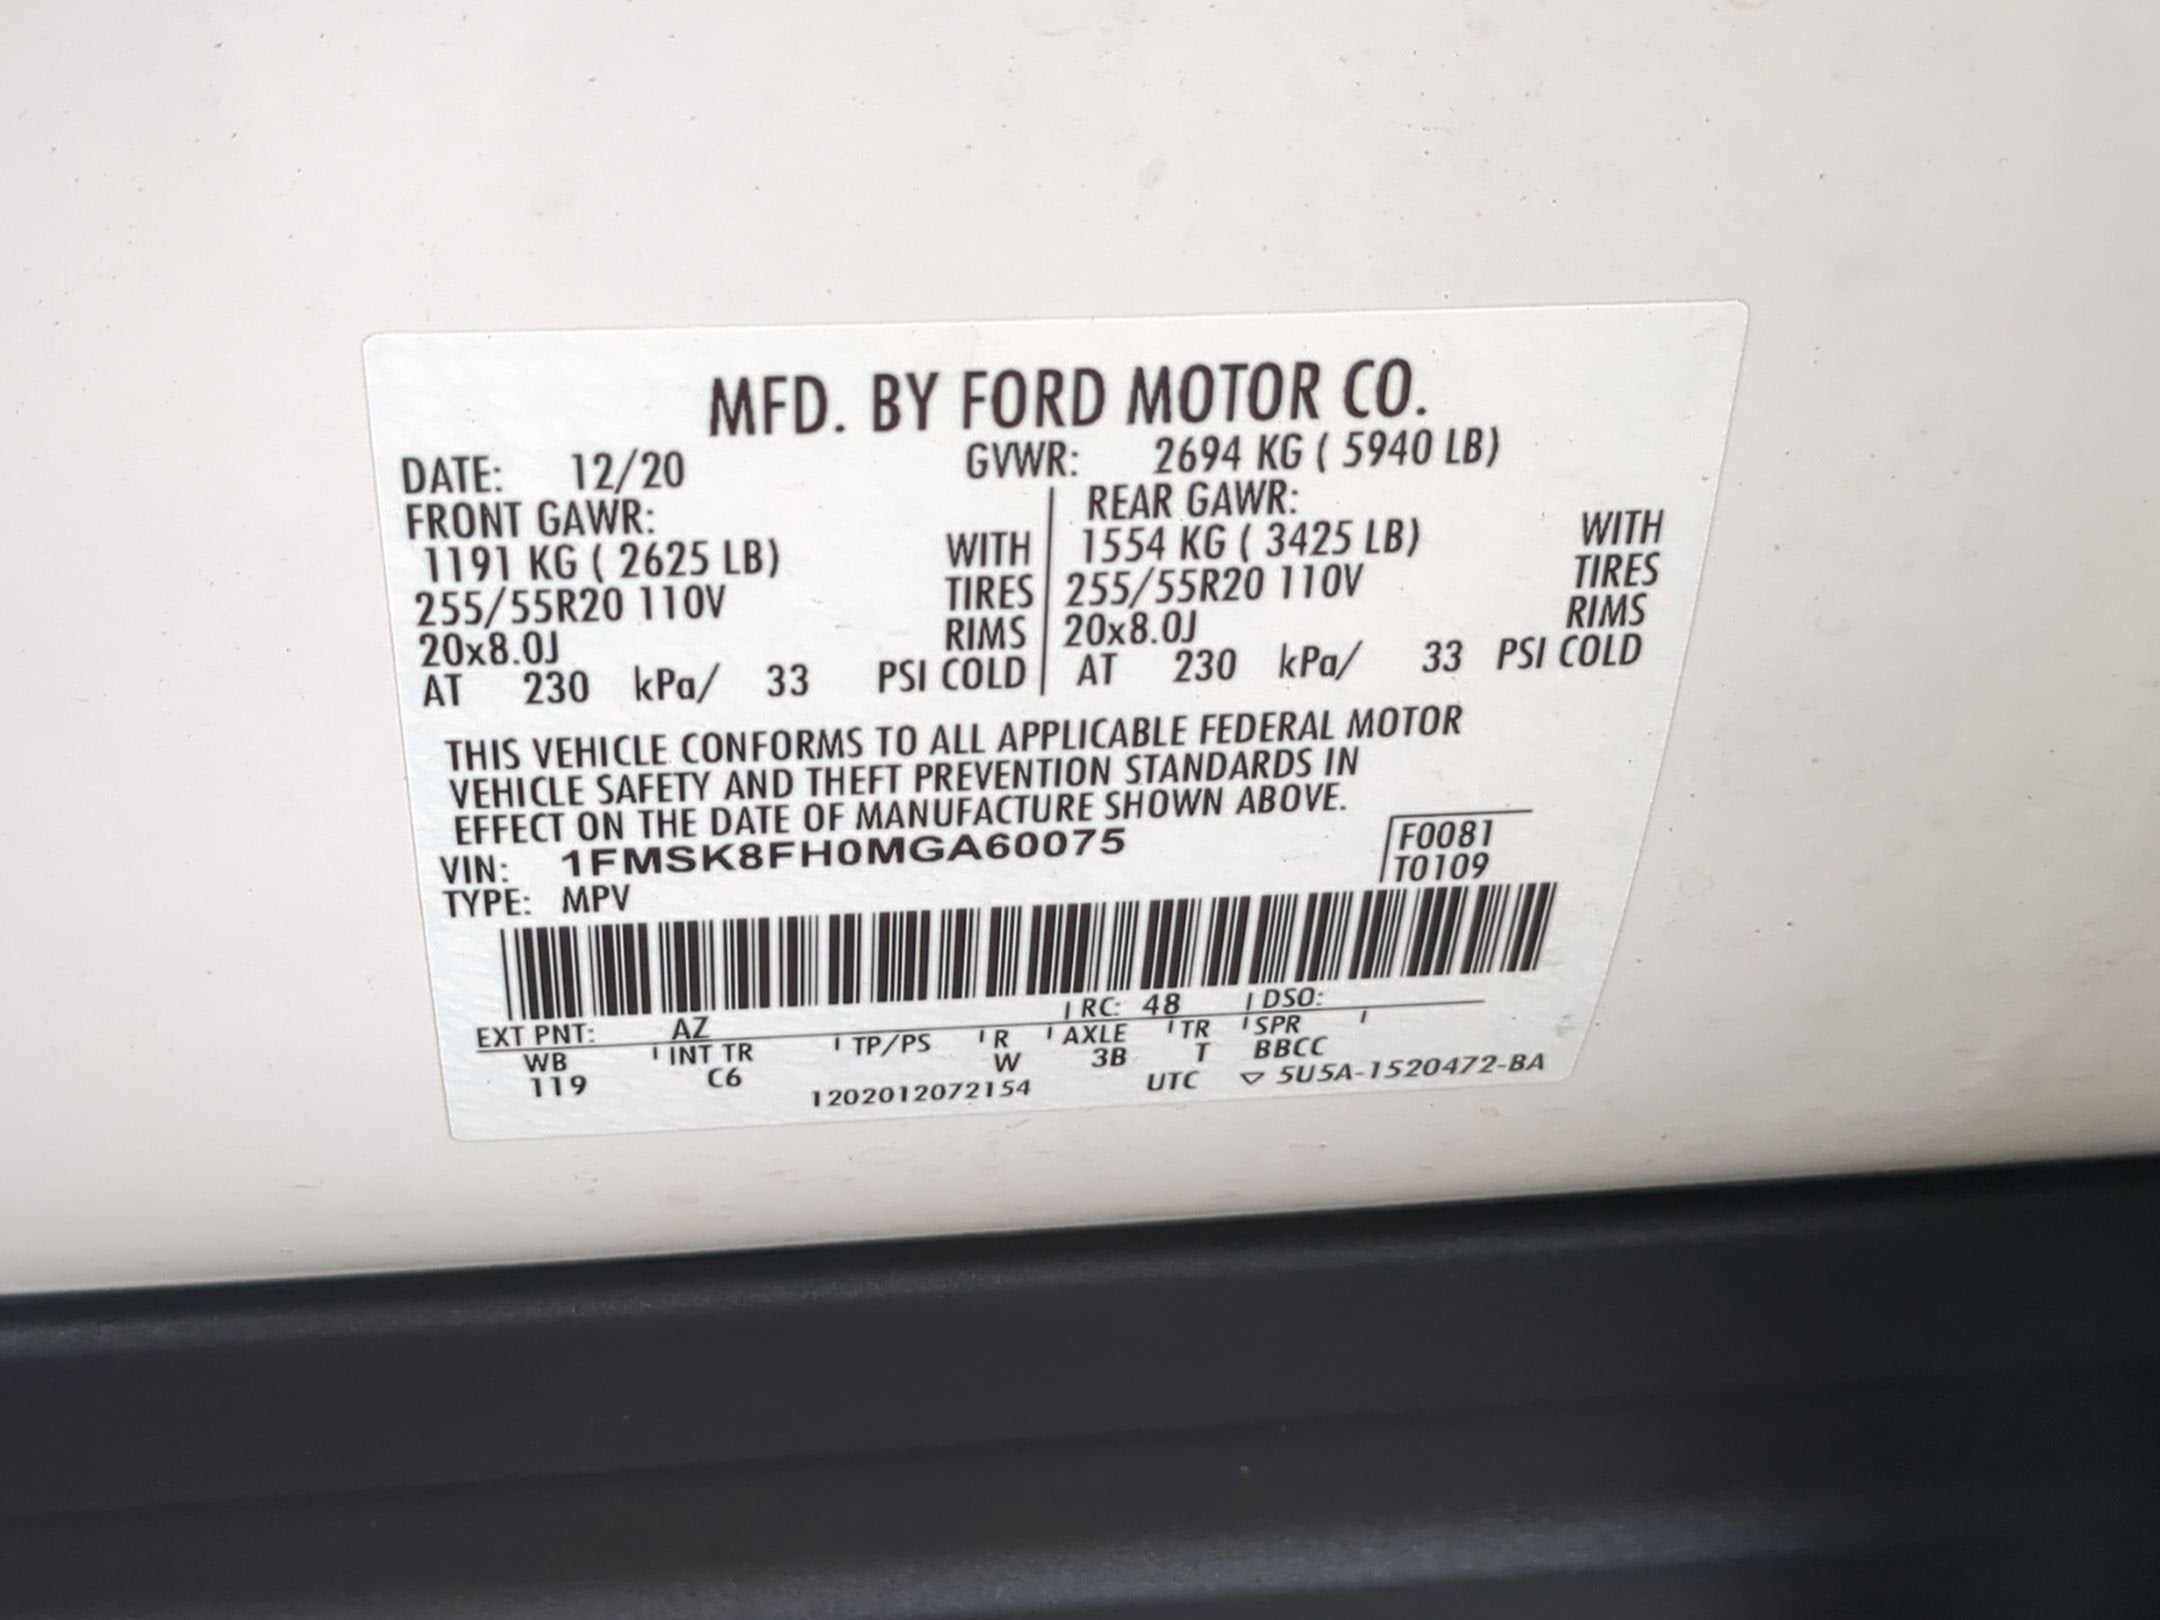 MFD. BY FORD MOTOR CO.
DATE: 12/20 GVWR: 2694 KG ( 5940 LB)
FRONT GAWR: REAR GAWR:
1191 KG ( 2625 LB) WITH 1554 KG ( 3425 LB) WITH
255/55R20 110V TIRES 255/55R20 110V TIRES
20x8.0J RIMS 20x8.0J RIMS
AT 230 kPa/ 33 PSI COLD AT 230 kPa/ 33 PSI COLD
THIS VEHICLE CONFORMS TO ALL APPLICABLE FEDERAL MOTOR
VEHICLE SAFETY AND THEFT PREVENTION STANDARDS IN
EFFECT ON THE DATE OF MANUFACTURE SHOWN ABOVE.
VIN: 1FMSK8FH0MGA60075 F0081
TYPE: MPV T0109
EXT PNT: AZ RC: 48 DSO:
WB INT TR TP/PS R AXLE TR SPR
119 C6 W 3B T BBCC
1202012072154 UTC ▽ 5U5A-1520472-BA